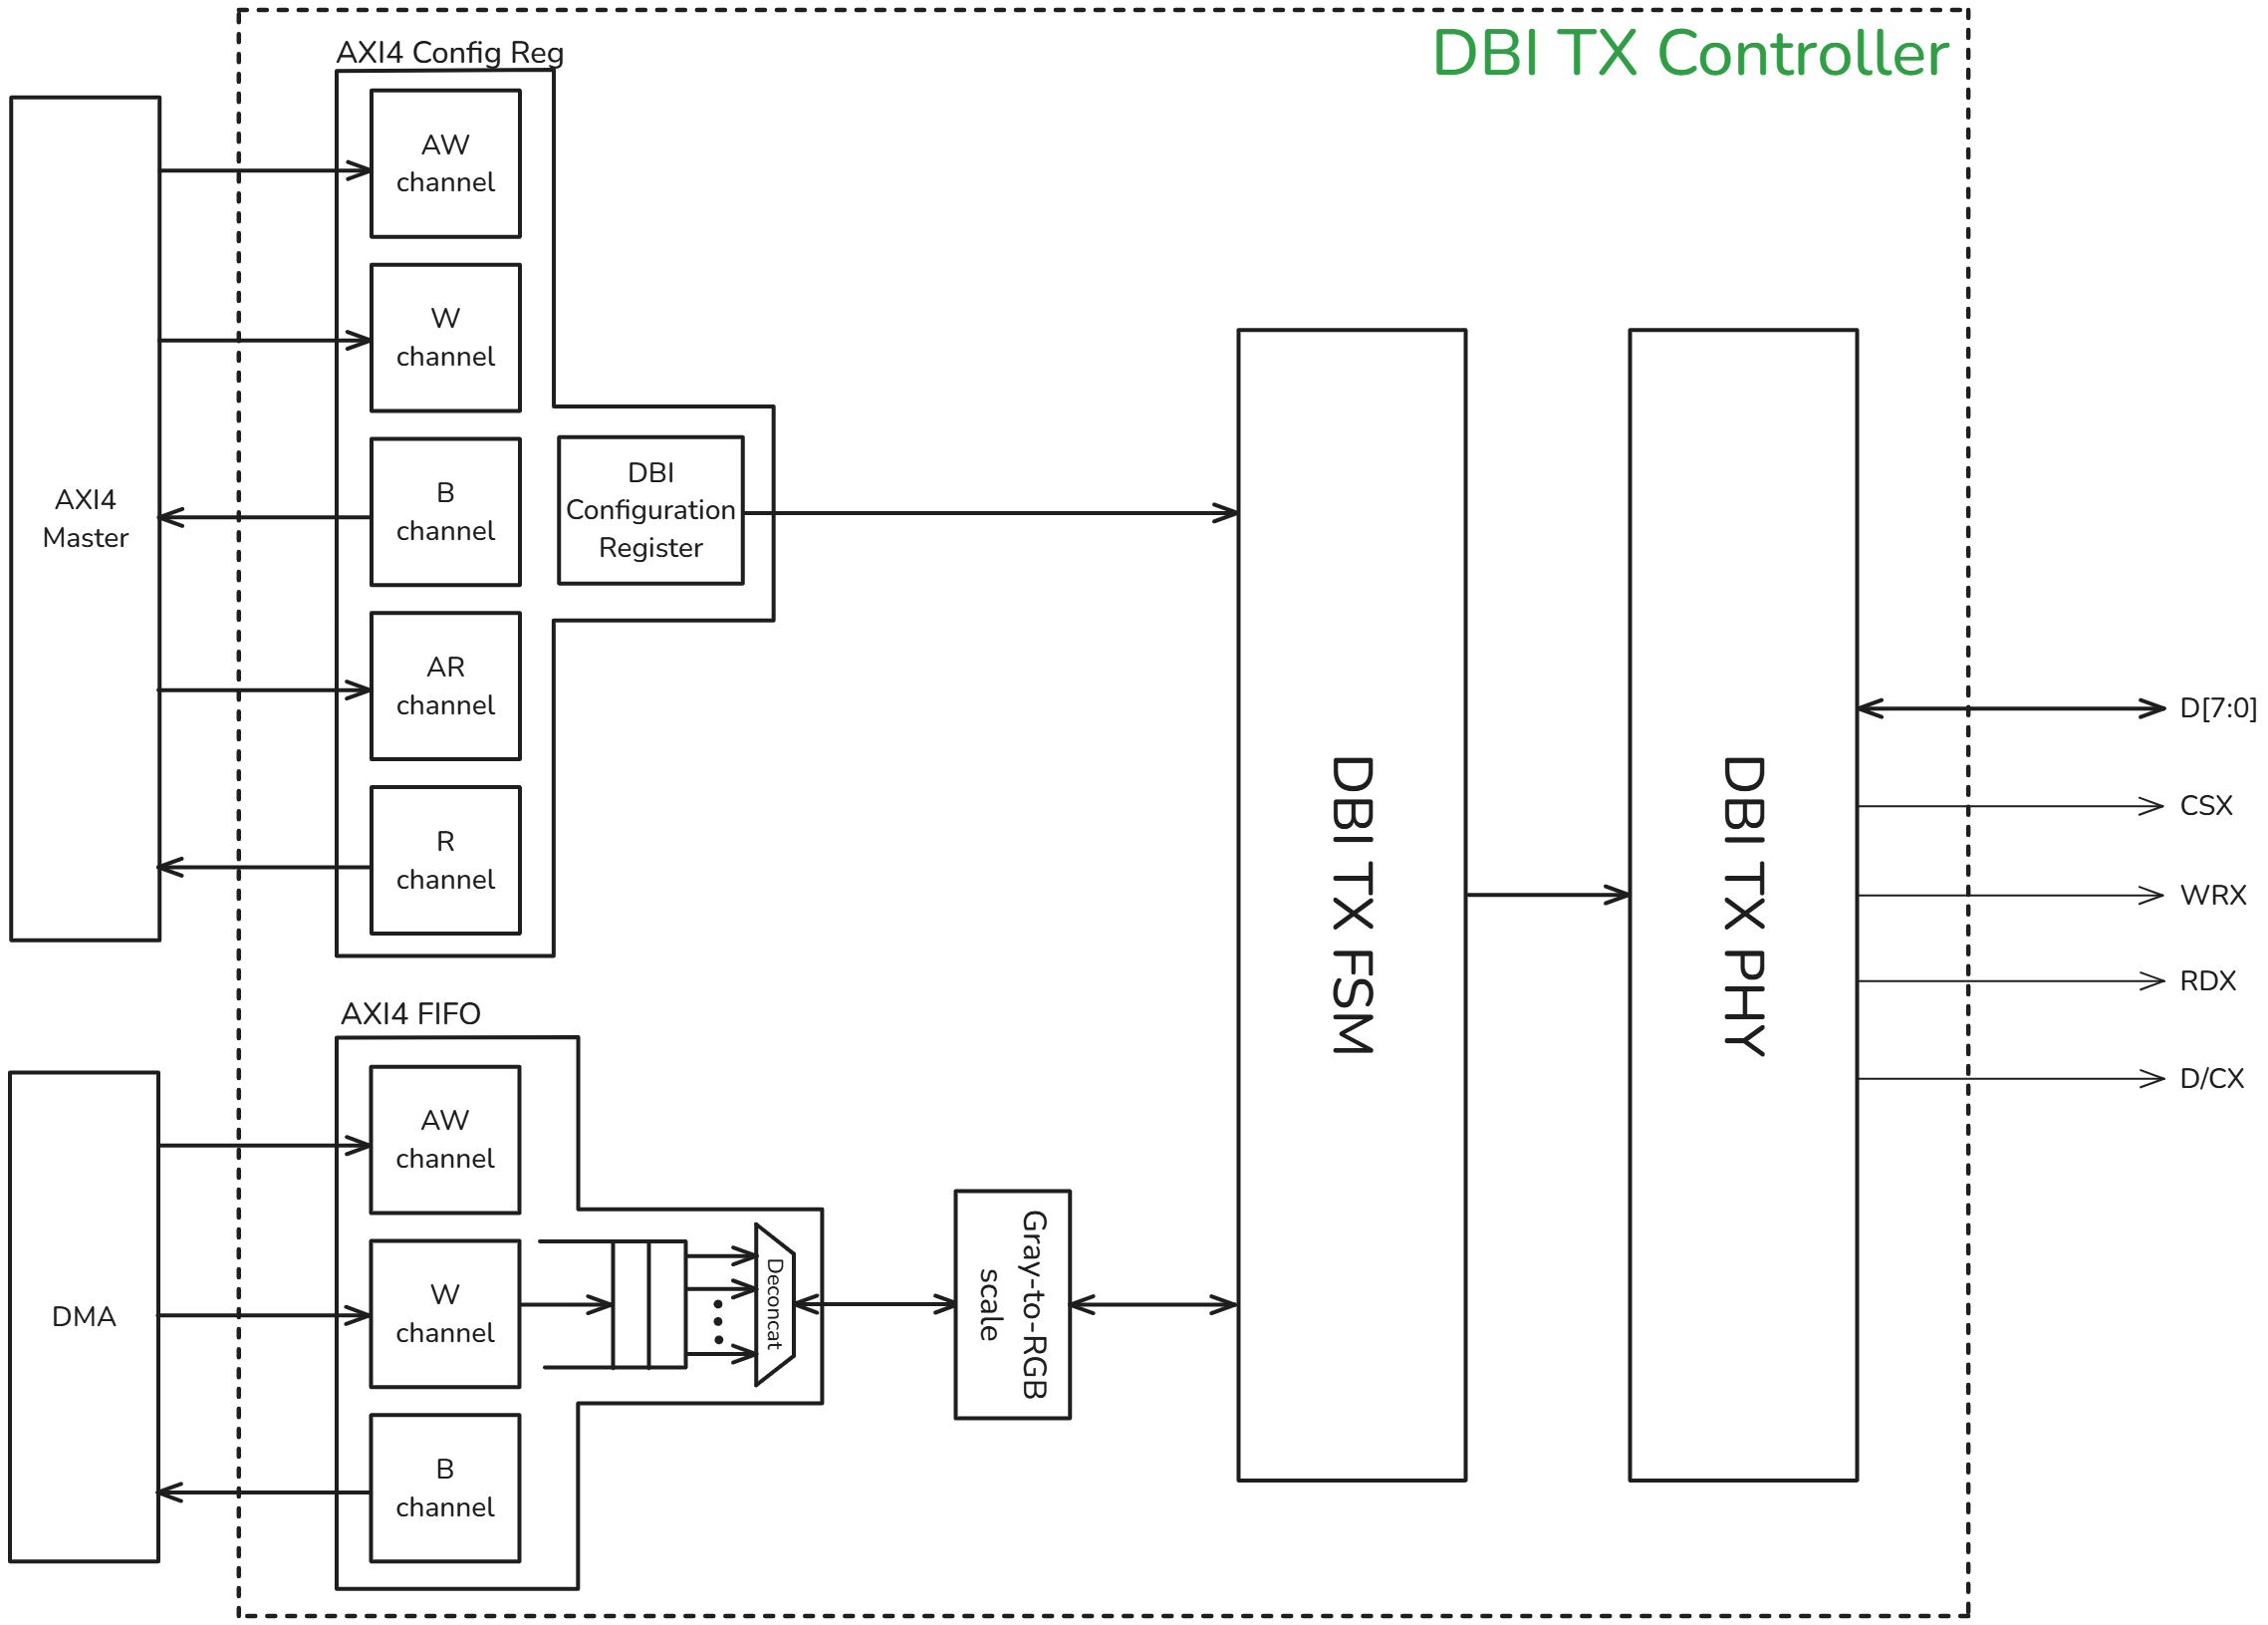 DBI TX Controller
AXI4 Config Reg
AW
channel
W
channel
B
channel
AR
channel
R
channel
AXI4
Master
DBI
Configuration
Register
DBI TX FSM
DBI TX PHY
D[7:0]
CSX
WRX
RDX
D/CX
AXI4 FIFO
AW
channel
W
channel
B
channel
DMA
Deconcat
Gray-to-RGB
scale